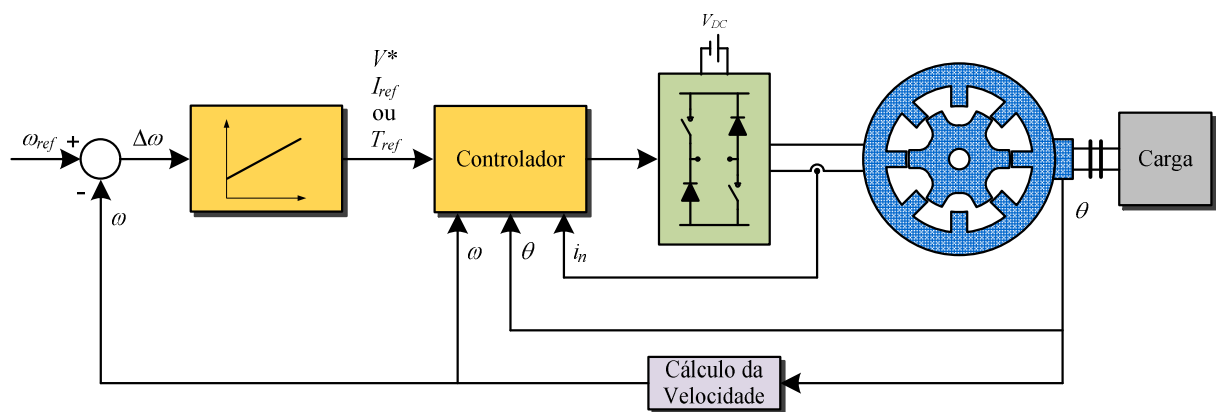 V_DC
V*
I_ref
ou
T_ref
ω_ref
+
Δω
-
ω
Controlador
Carga
ω
θ
i_n
θ
Cálculo da
Velocidade